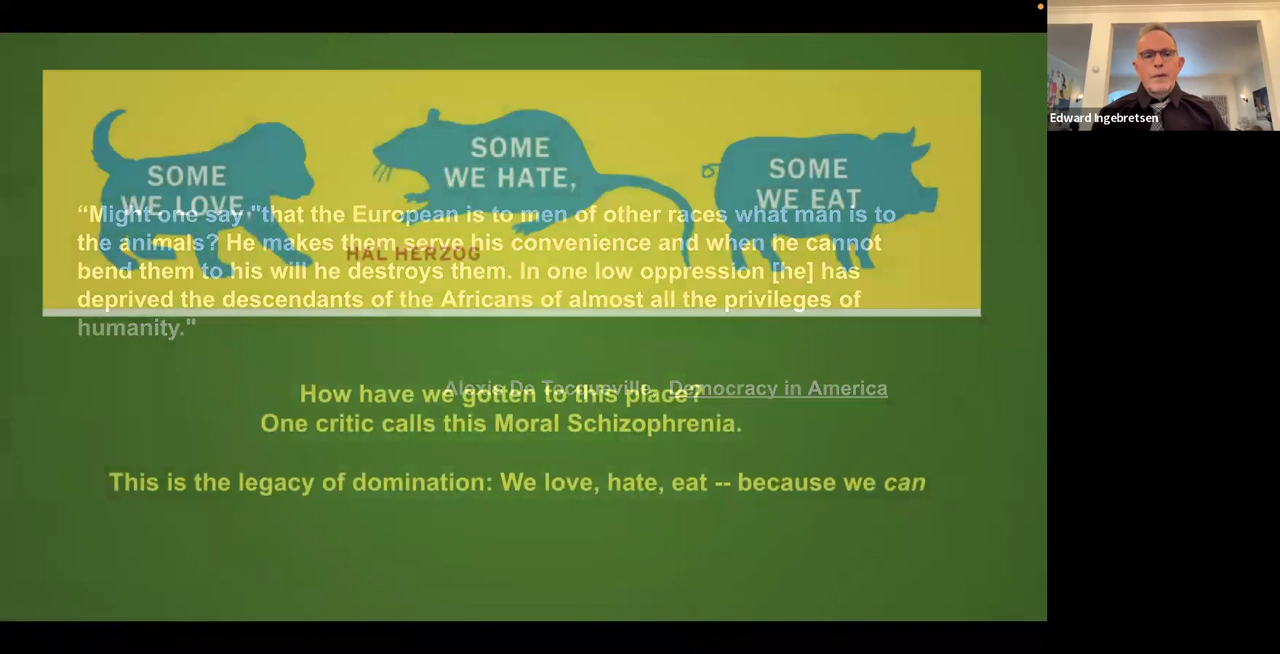 SOME
WE LOVE,
SOME
WE HATE,
SOME
WE EAT
HAL HERZOG
“Might one say,"that the European is to men of other races what man is to
the animals? He makes them serve his convenience and when he cannot
bend them to his will he destroys them. In one low oppression [he] has
deprived the descendants of the Africans of almost all the privileges of
humanity."
Alexis De Tocqueville, Democracy in America
How have we gotten to this place?
One critic calls this Moral Schizophrenia.
This is the legacy of domination: We love, hate, eat -- because we can
Edward Ingebretsen